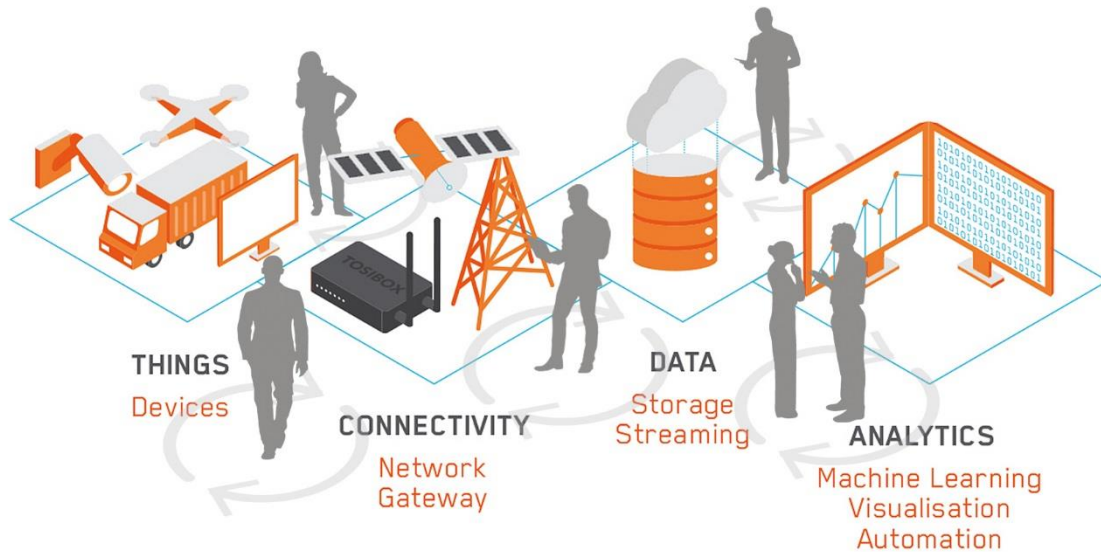 TOSIBOX
THINGS
Devices
CONNECTIVITY
Network
Gateway
DATA
Storage
Streaming
ANALYTICS
Machine Learning
Visualisation
Automation